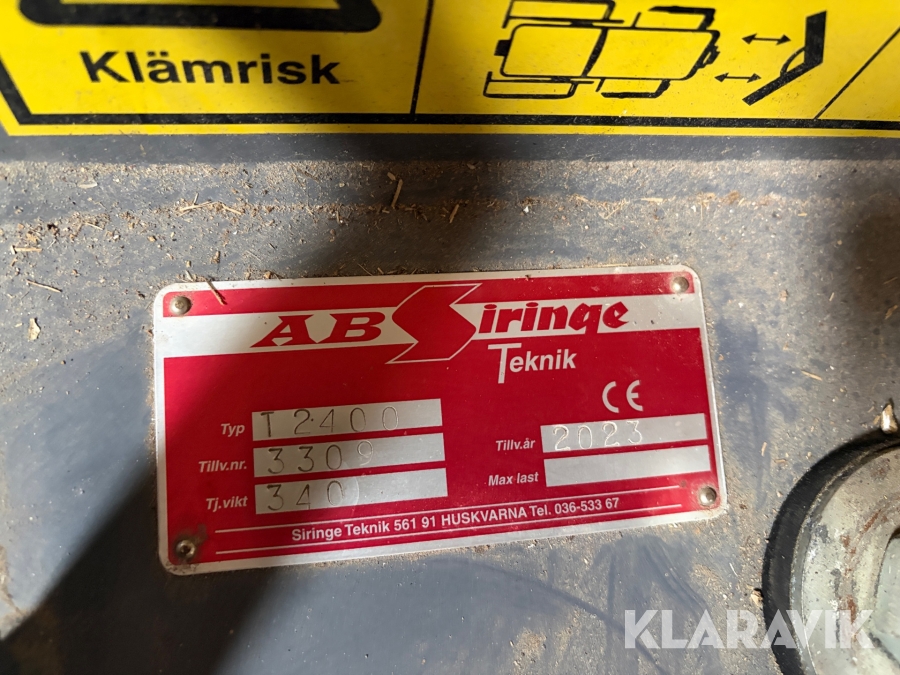 Klämrisk
AB Siringe
Teknik
CE
Typ T2400
Tillv.nr. 3309
Tillv.år 2023
Tj.vikt 340
Max last
Siringe Teknik 561 91 HUSKVARNA Tel. 036-533 67
KLARAVIK